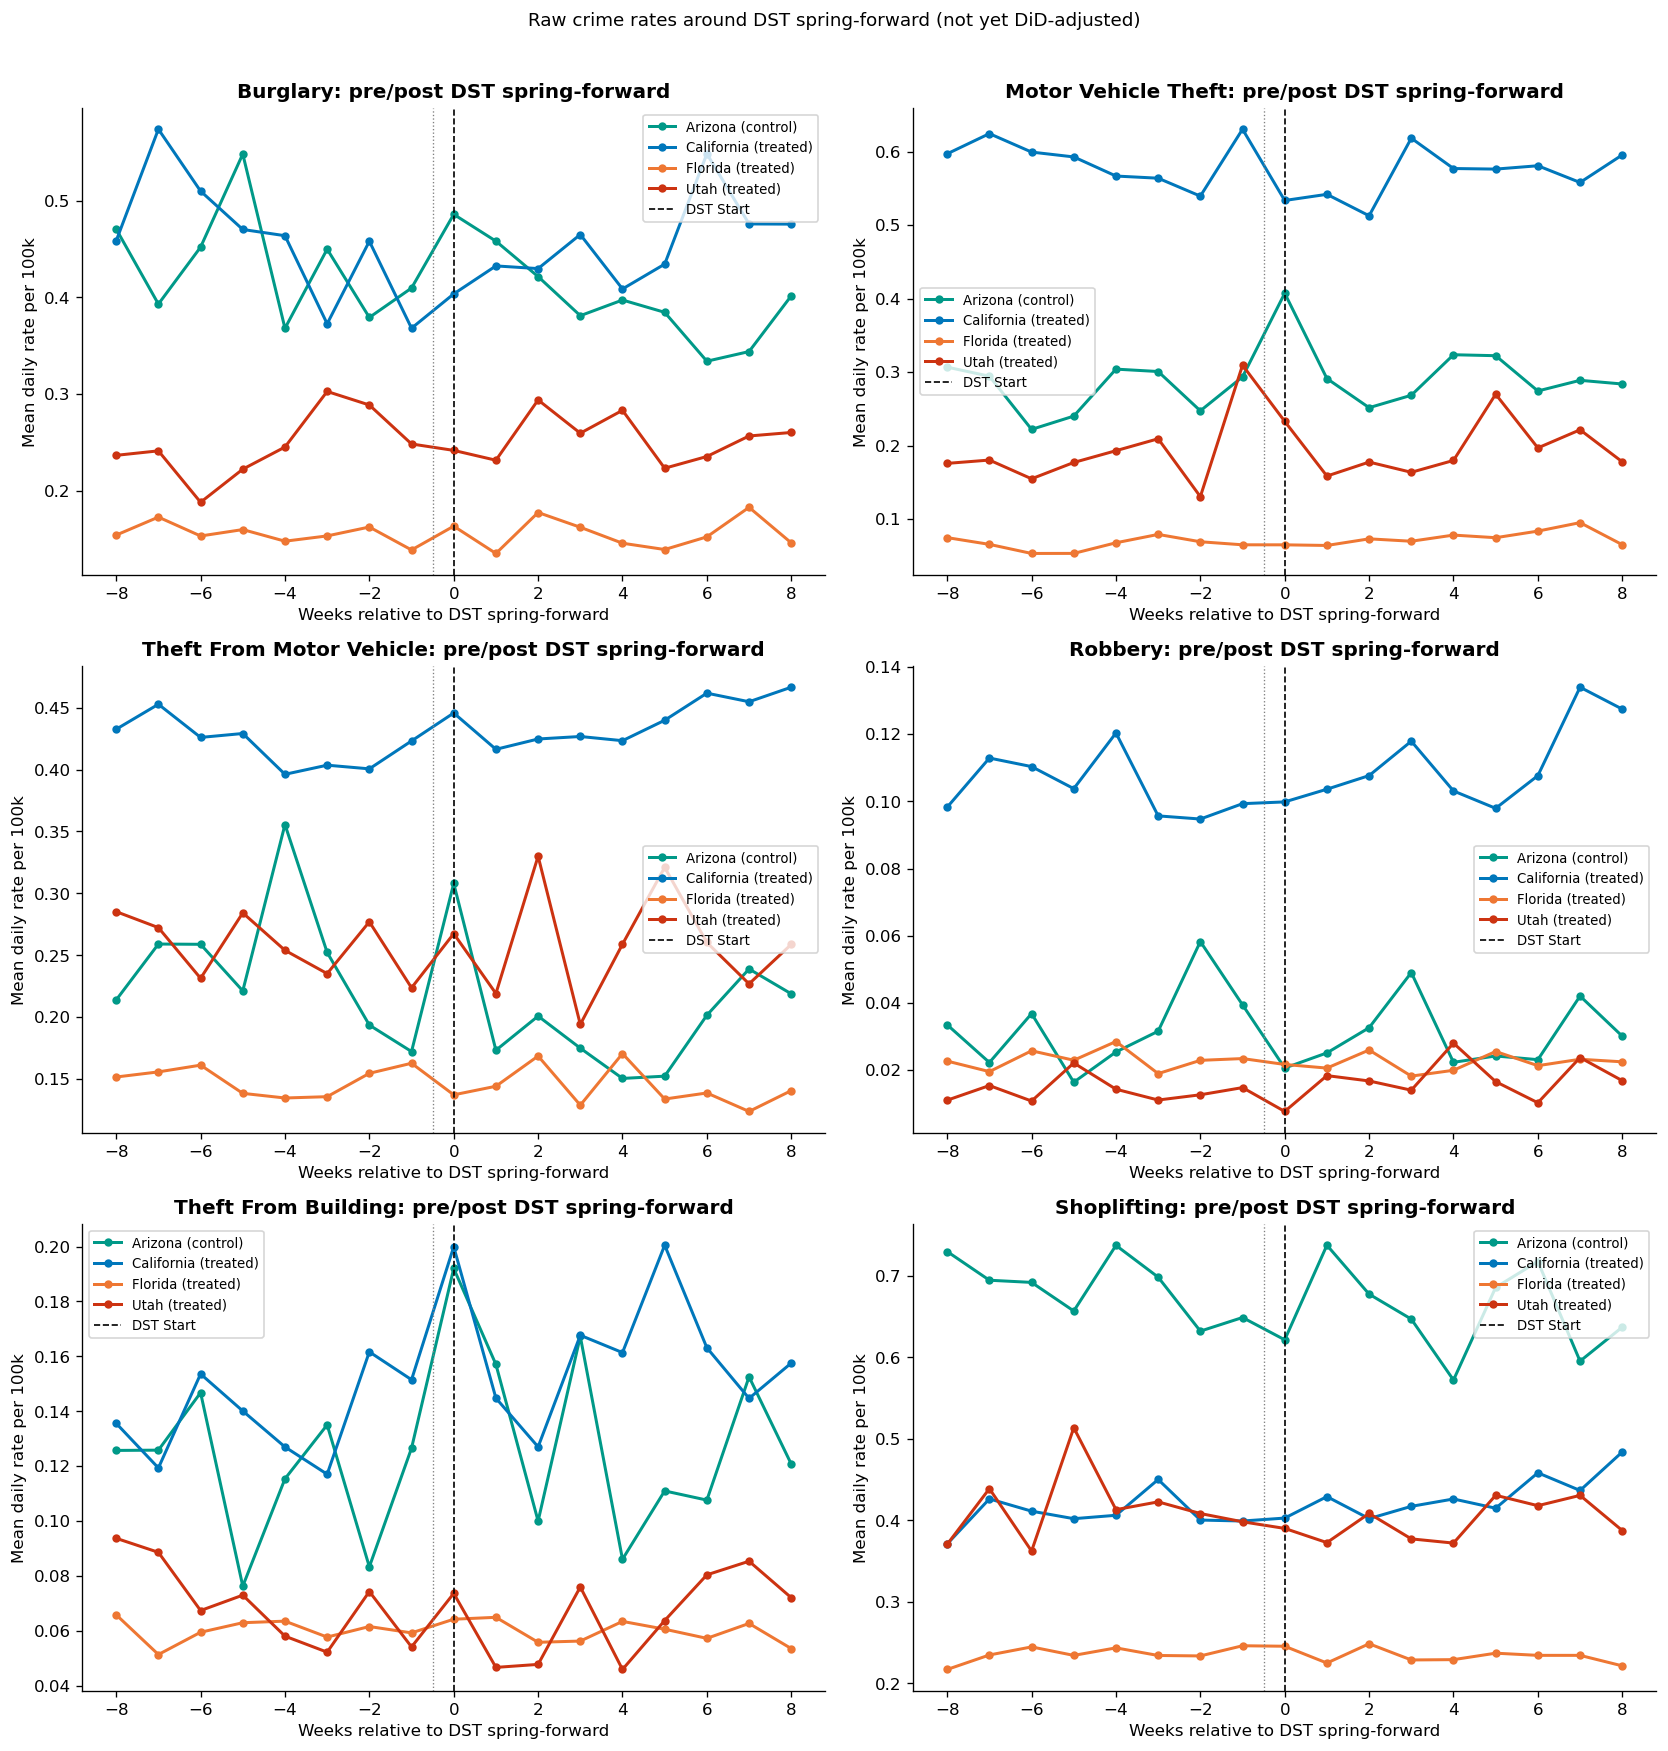 Raw crime rates around DST spring-forward (not yet DiD-adjusted)
Burglary: pre/post DST spring-forward
Mean daily rate per 100k
0.5
0.4
0.3
0.2
Arizona (control)
California (treated)
Florida (treated)
Utah (treated)
DST Start
−8 −6 −4 −2 0 2 4 6 8
Weeks relative to DST spring-forward
Motor Vehicle Theft: pre/post DST spring-forward
Mean daily rate per 100k
0.6
0.5
0.4
0.3
0.2
0.1
Arizona (control)
California (treated)
Florida (treated)
Utah (treated)
DST Start
−8 −6 −4 −2 0 2 4 6 8
Weeks relative to DST spring-forward
Theft From Motor Vehicle: pre/post DST spring-forward
Mean daily rate per 100k
0.45
0.40
0.35
0.30
0.25
0.20
0.15
Arizona (control)
California (treated)
Florida (treated)
Utah (treated)
DST Start
−8 −6 −4 −2 0 2 4 6 8
Weeks relative to DST spring-forward
Robbery: pre/post DST spring-forward
Mean daily rate per 100k
0.14
0.12
0.10
0.08
0.06
0.04
0.02
Arizona (control)
California (treated)
Florida (treated)
Utah (treated)
DST Start
−8 −6 −4 −2 0 2 4 6 8
Weeks relative to DST spring-forward
Theft From Building: pre/post DST spring-forward
Mean daily rate per 100k
0.20
0.18
0.16
0.14
0.12
0.10
0.08
0.06
0.04
Arizona (control)
California (treated)
Florida (treated)
Utah (treated)
DST Start
−8 −6 −4 −2 0 2 4 6 8
Weeks relative to DST spring-forward
Shoplifting: pre/post DST spring-forward
Mean daily rate per 100k
0.7
0.6
0.5
0.4
0.3
0.2
Arizona (control)
California (treated)
Florida (treated)
Utah (treated)
DST Start
−8 −6 −4 −2 0 2 4 6 8
Weeks relative to DST spring-forward